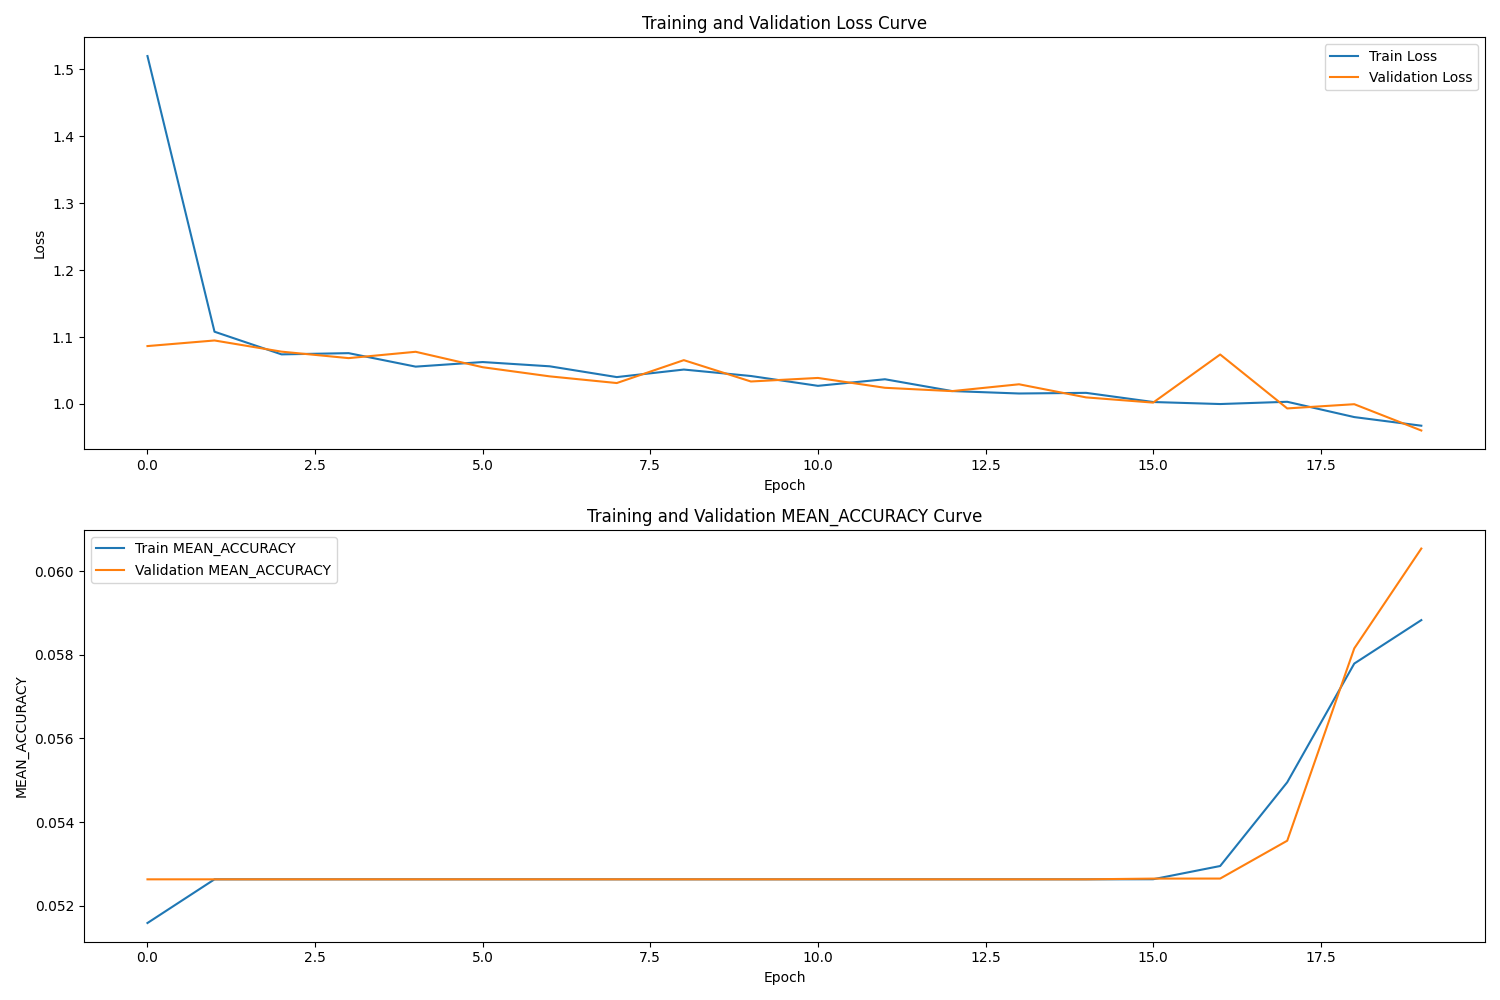 Training and Validation Loss Curve
Train Loss
Validation Loss
1.5
1.4
1.3
1.2
1.1
1.0
Loss
0.0 2.5 5.0 7.5 10.0 12.5 15.0 17.5
Epoch
Training and Validation MEAN_ACCURACY Curve
Train MEAN_ACCURACY
Validation MEAN_ACCURACY
0.060
0.058
0.056
0.054
0.052
MEAN_ACCURACY
0.0 2.5 5.0 7.5 10.0 12.5 15.0 17.5
Epoch